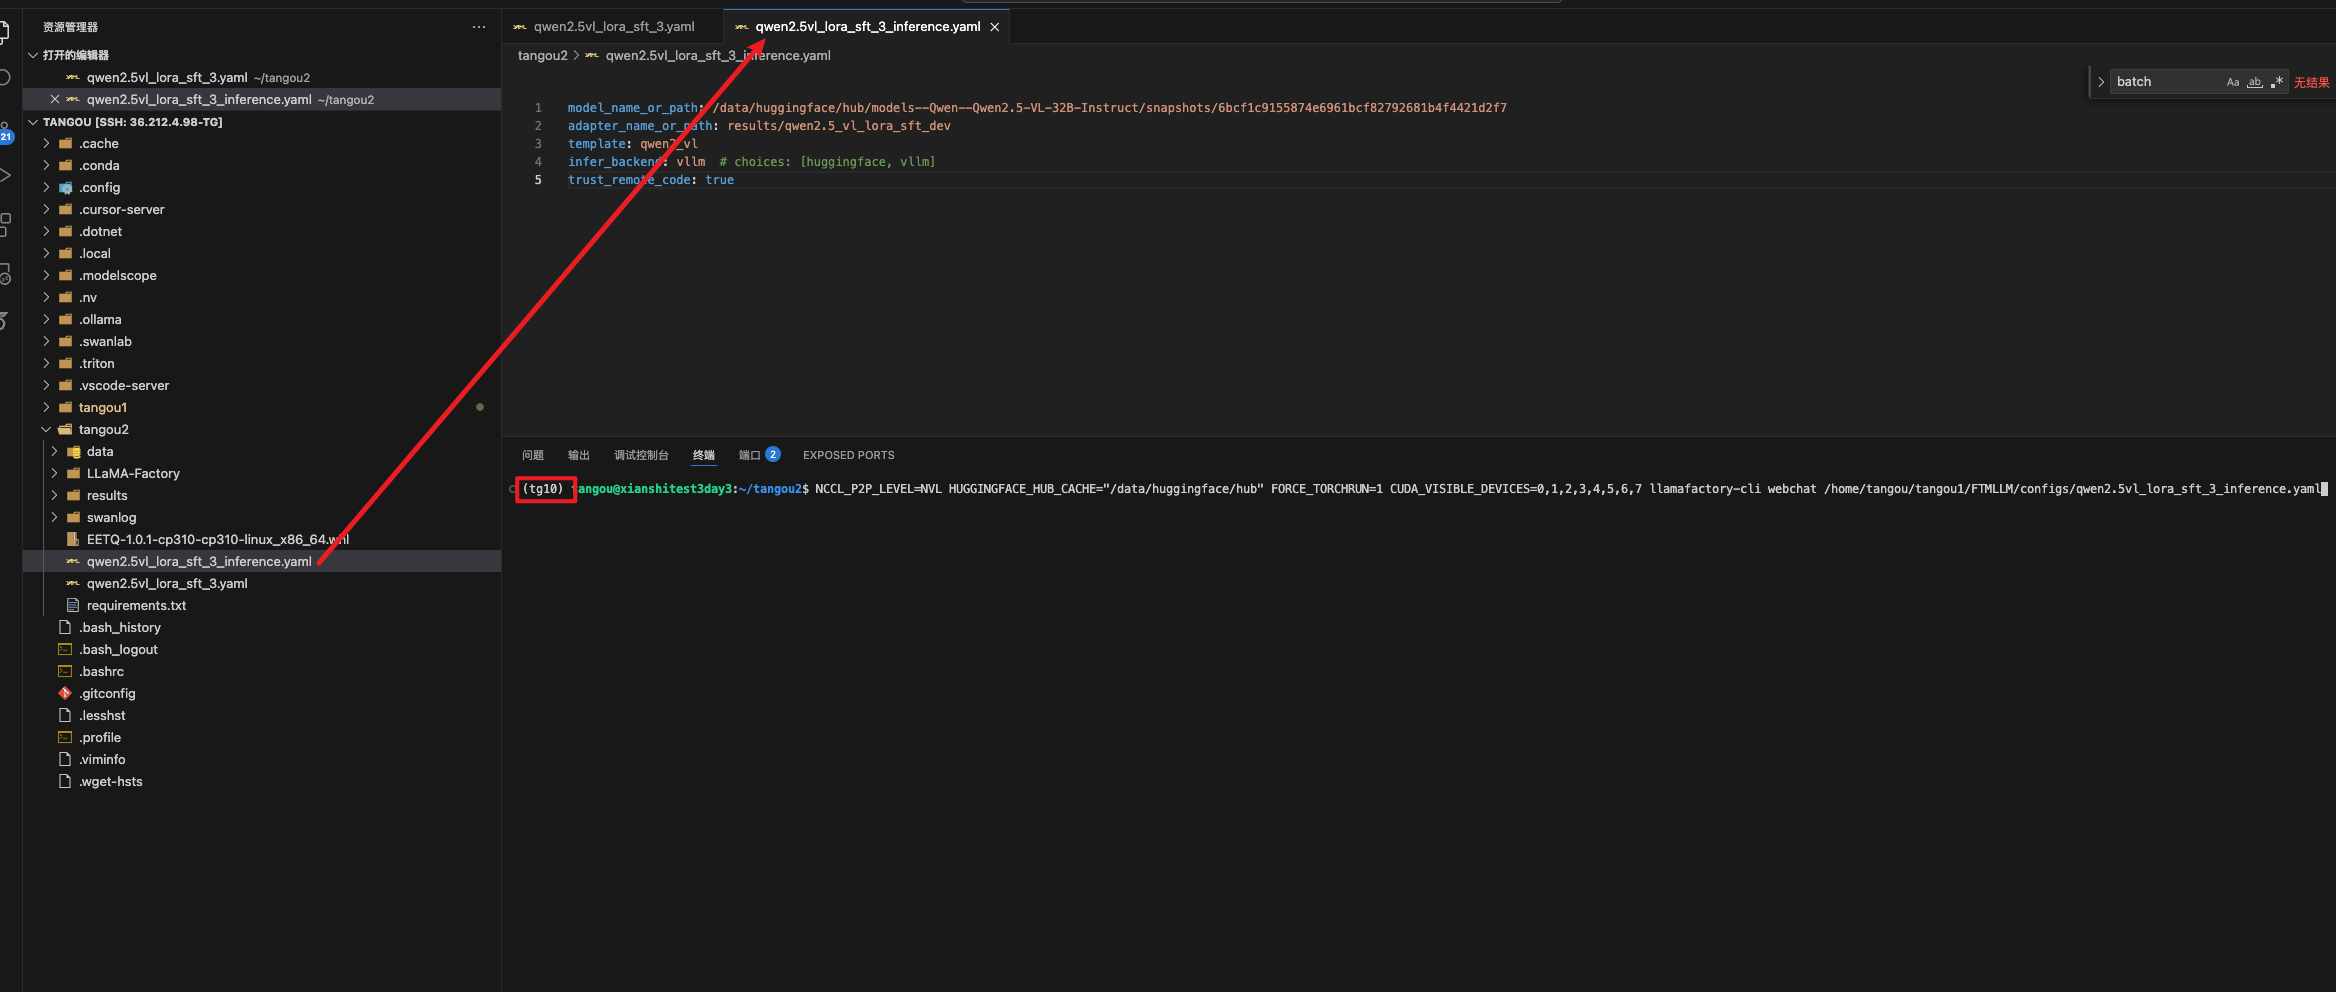 资源管理器
打开的编辑器
qwen2.5vl_lora_sft_3.yaml ~/tangou2
qwen2.5vl_lora_sft_3_inference.yaml ~/tangou2
TANGOU [SSH: 36.212.4.98-TG]
21
.cache
.conda
.config
.cursor-server
.dotnet
.local
.modelscope
.nv
.ollama
.swanlab
.triton
.vscode-server
tangou1
tangou2
data
LLaMA-Factory
results
swanlog
EETQ-1.0.1-cp310-cp310-linux_x86_64.whl
qwen2.5vl_lora_sft_3_inference.yaml
qwen2.5vl_lora_sft_3.yaml
requirements.txt
.bash_history
.bash_logout
.bashrc
.gitconfig
.lesshst
.profile
.viminfo
.wget-hsts
qwen2.5vl_lora_sft_3.yaml
qwen2.5vl_lora_sft_3_inference.yaml
tangou2 > qwen2.5vl_lora_sft_3_inference.yaml
batch Aa ab .* 无结果
1 model_name_or_path: /data/huggingface/hub/models--Qwen--Qwen2.5-VL-32B-Instruct/snapshots/6bcf1c9155874e6961bcf82792681b4f4421d2f7
2 adapter_name_or_path: results/qwen2.5_vl_lora_sft_dev
3 template: qwen2_vl
4 infer_backend: vllm # choices: [huggingface, vllm]
5 trust_remote_code: true
问题 输出 调试控制台 终端 端口 2 EXPOSED PORTS
(tg10) tangou@xianshitest3day3:~/tangou2$ NCCL_P2P_LEVEL=NVL HUGGINGFACE_HUB_CACHE="/data/huggingface/hub" FORCE_TORCHRUN=1 CUDA_VISIBLE_DEVICES=0,1,2,3,4,5,6,7 llamafactory-cli webchat /home/tangou/tangou1/FTMLLM/configs/qwen2.5vl_lora_sft_3_inference.yaml